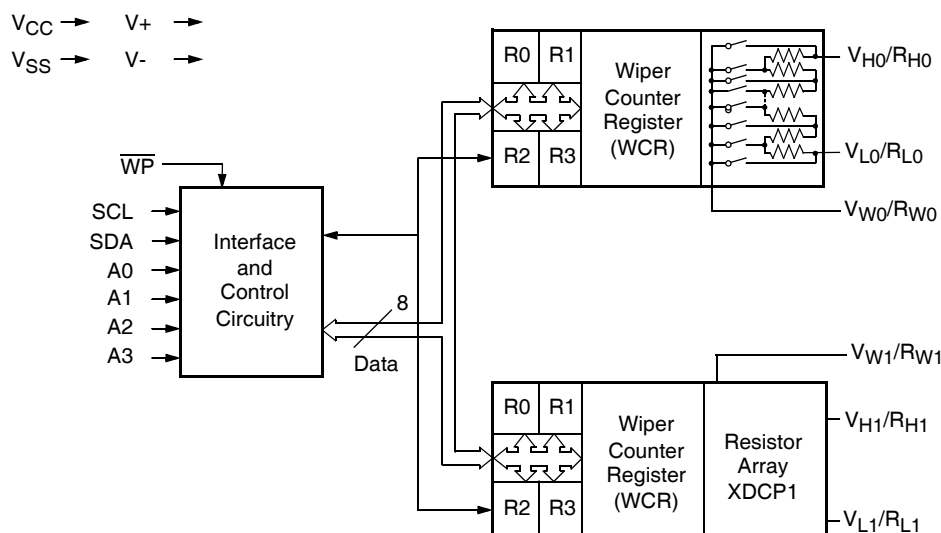 VCC V+
VSS V-
WP
SCL
SDA
A0
A1
A2
A3
Interface
and
Control
Circuitry
8
Data
R0 R1
R2 R3
Wiper
Counter
Register
(WCR)
VH0/RH0
VL0/RL0
VW0/RW0
R0 R1
R2 R3
Wiper
Counter
Register
(WCR)
Resistor
Array
XDCP1
VW1/RW1
VH1/RH1
VL1/RL1